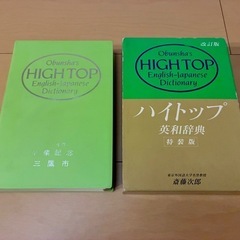 Obunsha's
HIGH TOP
English-Japanese
Dictionary
三鷹市
改訂版
Obunsha's
HIGH TOP
English-Japanese
Dictionary
ハイトップ
英和辞典
特装版
斎藤次郎